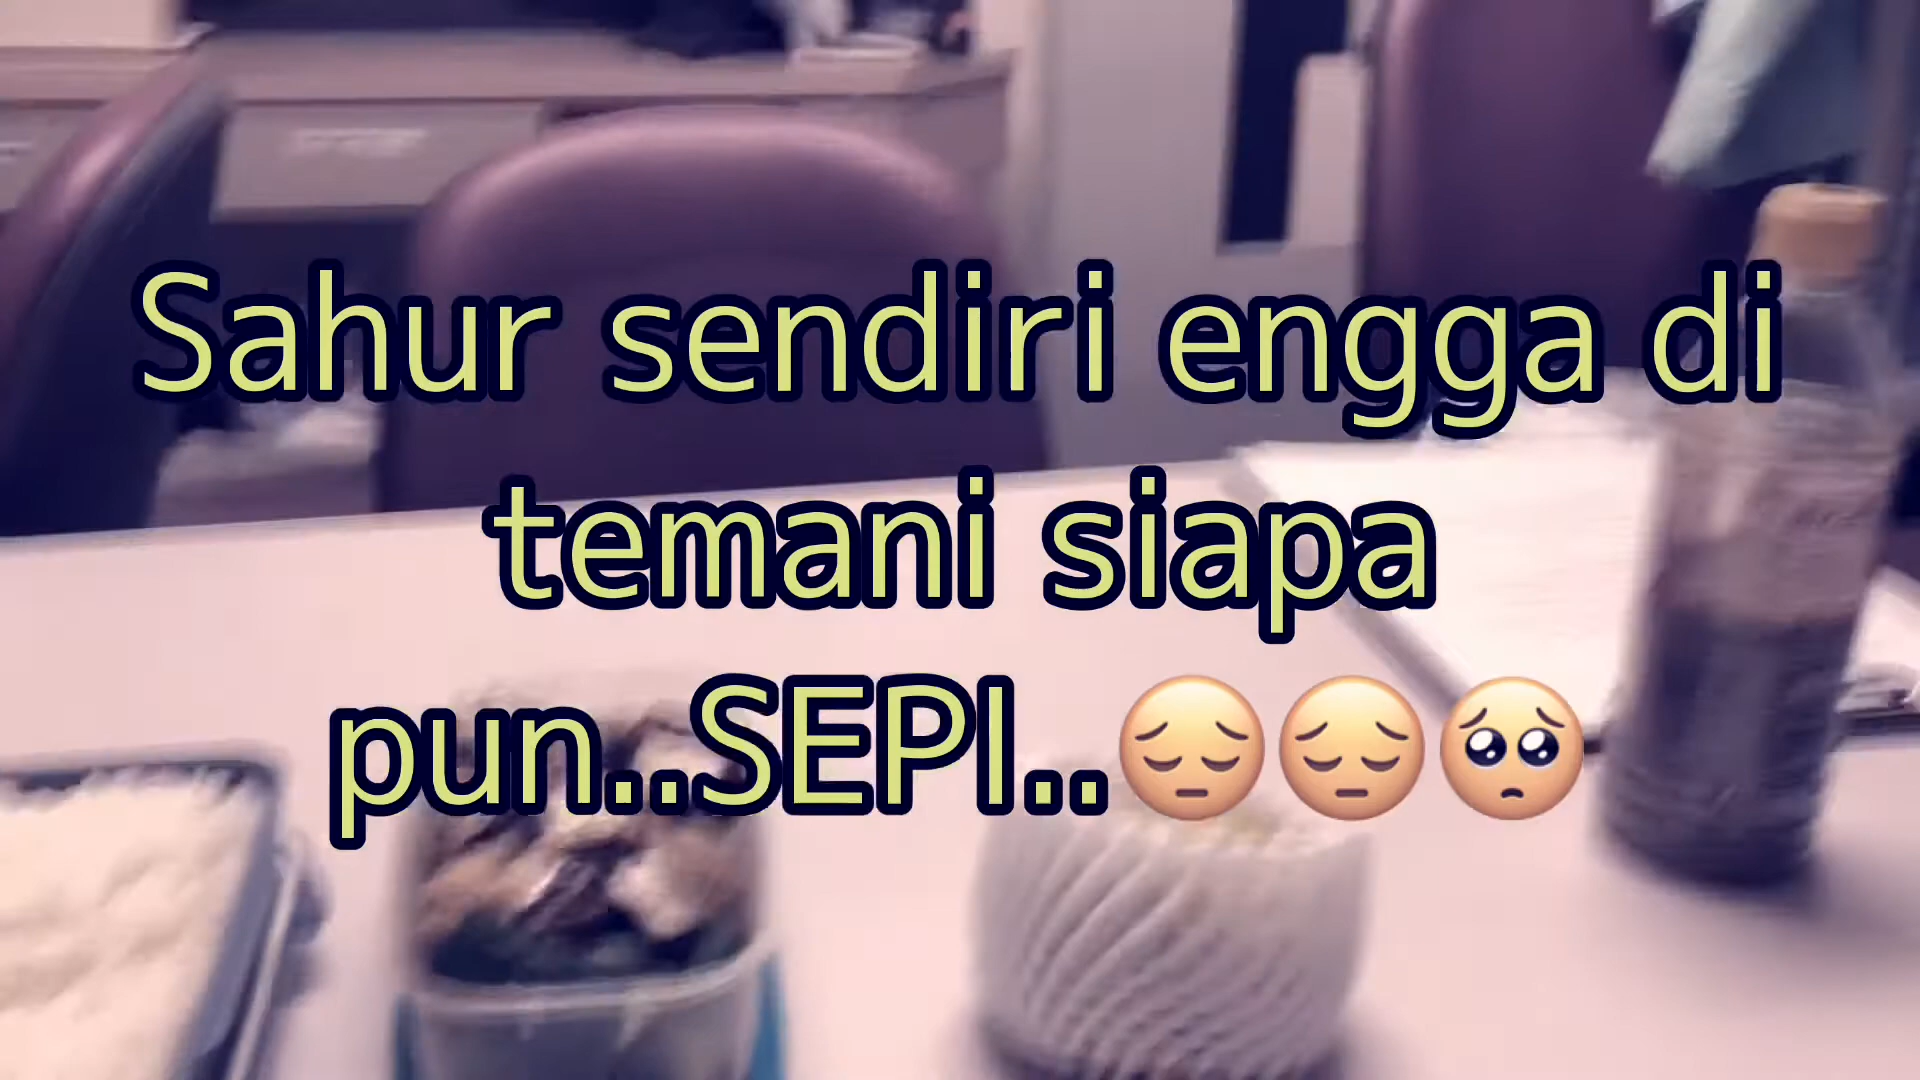 Sahur sendiri engga di
temani siapa
pun..SEPI..😔😔🥺